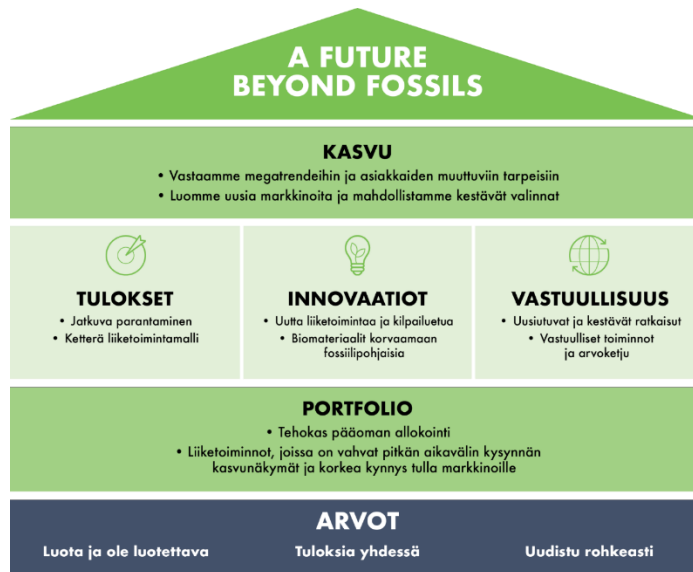 A FUTURE
BEYOND FOSSILS
KASVU
• Vastaamme megatrendeihin ja asiakkaiden muuttuviin tarpeisiin
• Luomme uusia markkinoita ja mahdollistamme kestävät valinnat
TULOKSET
• Jatkuva parantaminen
• Ketterä liiketoimintamalli
INNOVAATIOT
• Uutta liiketoimintaa ja kilpailuetua
• Biomateriaalit korvaamaan
fossiilipohjaisia
VASTUULLISUUS
• Uusiutuvat ja kestävät ratkaisut
• Vastuulliset toiminnot
ja arvoketju
PORTFOLIO
• Tehokas pääoman allokointi
• Liiketoiminnot, joissa on vahvat pitkän aikavälin kysynnän
kasvunäkymät ja korkea kynnys tulla markkinoille
ARVOT
Luota ja ole luotettava
Tuloksia yhdessä
Uudistu rohkeasti